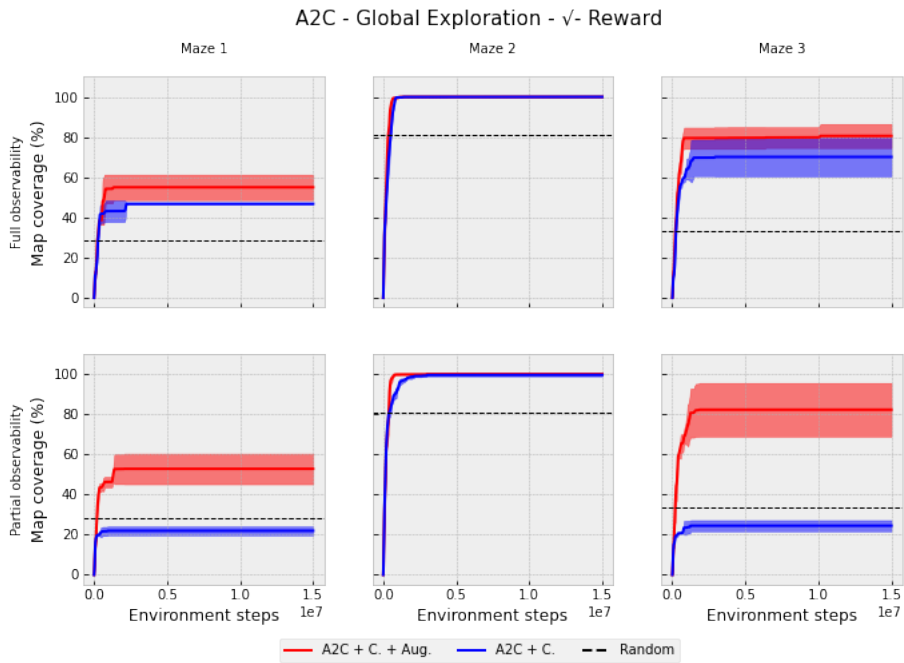 A2C - Global Exploration - √- Reward
Maze 1
Maze 2
Maze 3
Full observability
Map coverage (%)
100
80
60
40
20
0
Partial observability
Map coverage (%)
100
80
60
40
20
0
0.0 0.5 1.0 1.5
1e7
Environment steps
0.0 0.5 1.0 1.5
1e7
Environment steps
0.0 0.5 1.0 1.5
1e7
Environment steps
A2C + C. + Aug.
A2C + C.
Random